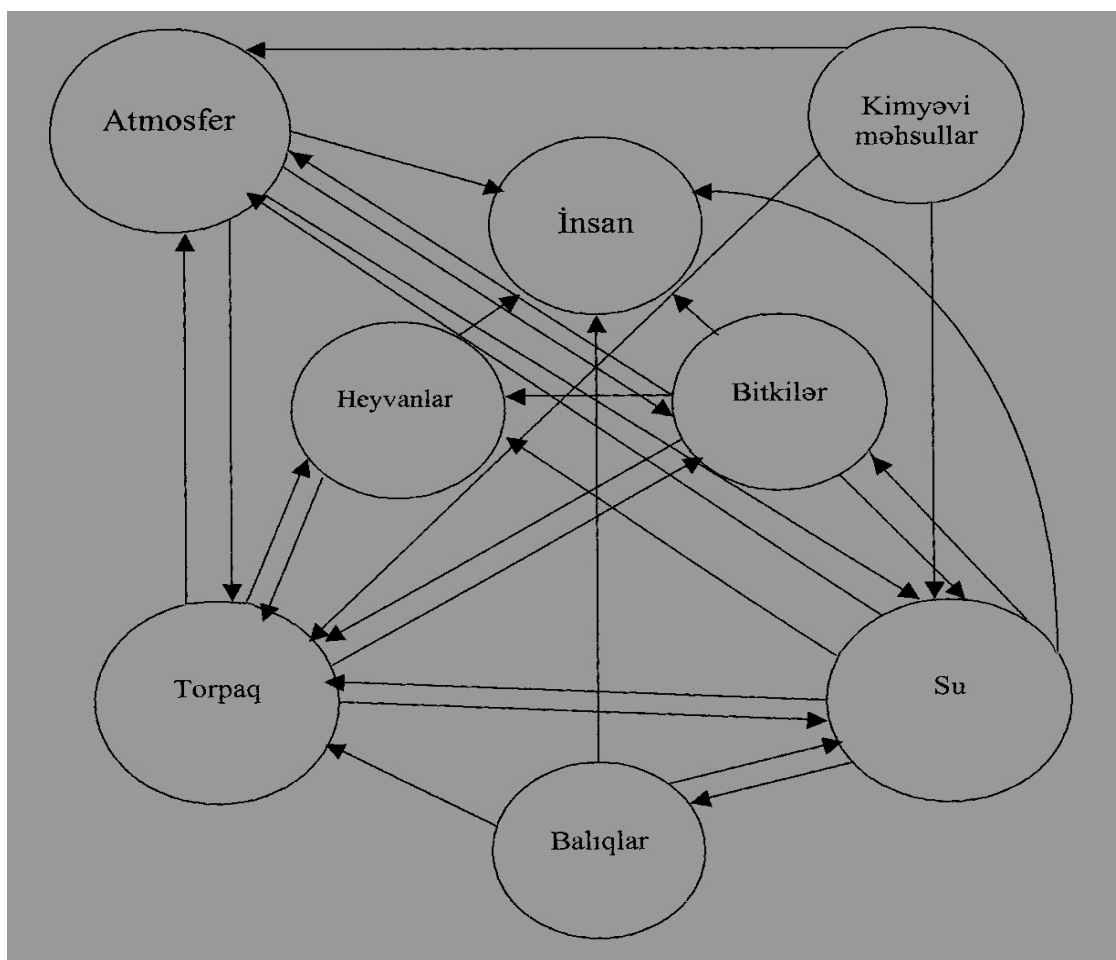 Atmosfer
Kimyəvi
məhsullar
İnsan
Heyvanlar
Bitkilər
Torpaq
Su
Balıqlar